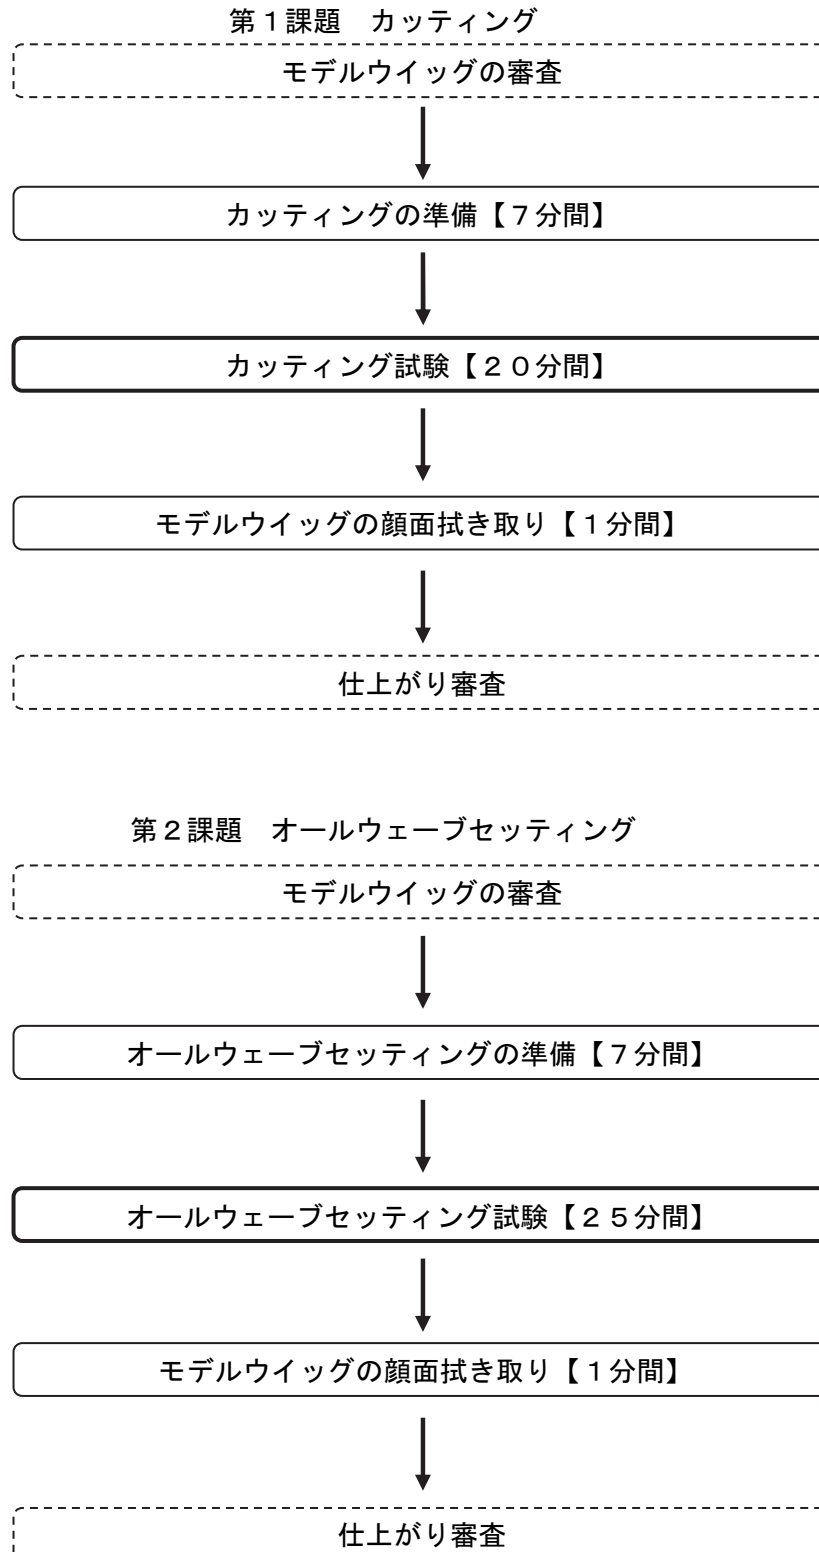 第１課題　カッティング
モデルウイッグの審査
カッティングの準備【７分間】
カッティング試験【２０分間】
モデルウイッグの顔面拭き取り【１分間】
仕上がり審査
第２課題　オールウェーブセッティング
モデルウイッグの審査
オールウェーブセッティングの準備【７分間】
オールウェーブセッティング試験【２５分間】
モデルウイッグの顔面拭き取り【１分間】
仕上がり審査